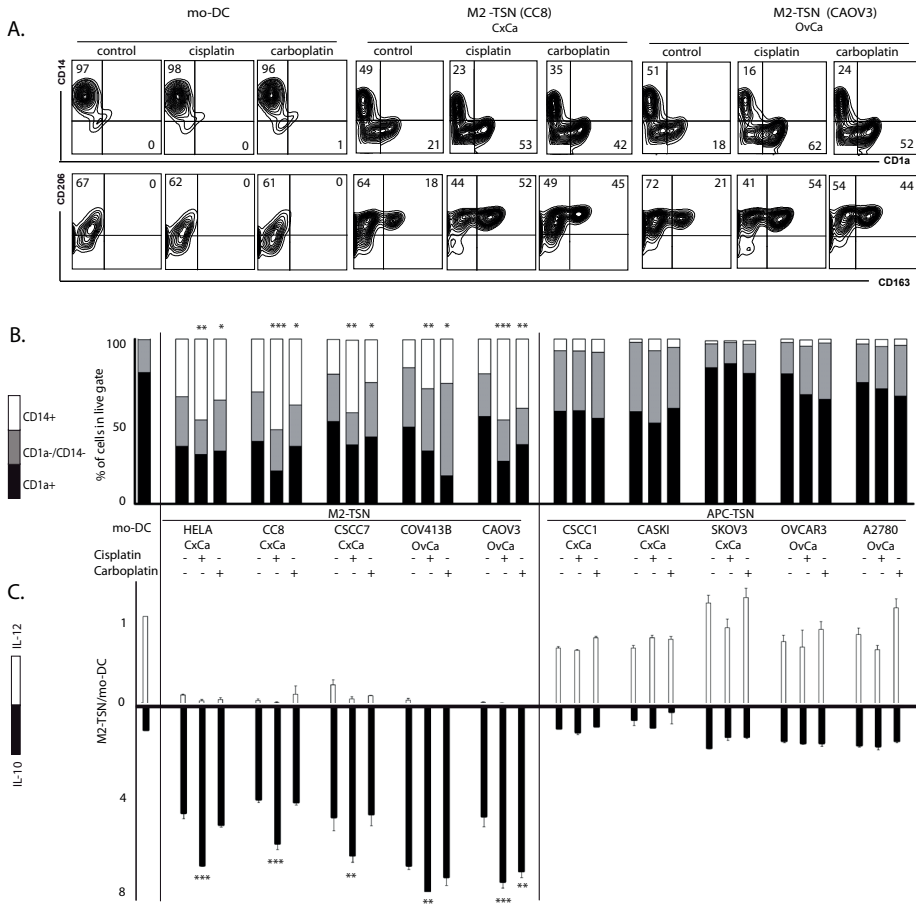 A.
mo-DC
M2 -TSN (CC8)
CxCa
M2-TSN (CAOV3)
OvCa
control cisplatin carboplatin control cisplatin carboplatin control cisplatin carboplatin
CD14
97 98 96 49 23 35 51 16 24
0 0 1 21 53 42 18 62 52
CD1a
CD206
67 0 62 0 61 0 64 18 44 52 49 45 72 21 41 54 54 44
CD163
B.
** * *** * ** * ** * *** **
100
50
0
% of cells in live gate
CD14+
CD1a-/CD14-
CD1a+
M2-TSN APC-TSN
mo-DC HELA CC8 CSCC7 COV413B CAOV3 CSCC1 CASKI SKOV3 OVCAR3 A2780
CxCa CxCa CxCa OvCa OvCa CxCa CxCa CxCa OvCa OvCa
Cisplatin - + - - + - - + - - + - - + - - + - - + - - + - - + - - + -
Carboplatin - - + - - + - - + - - + - - + - - + - - + - - + - - + - - +
C.
IL-12
IL-10
M2-TSN/mo-DC
1
0
4
8
*** *** ** ** *** **